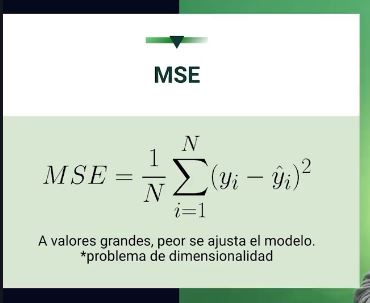 MSE
MSE = \frac{1}{N} \sum_{i=1}^{N} (y_i - \hat{y}_i)^2
A valores grandes, peor se ajusta el modelo.
*problema de dimensionalidad